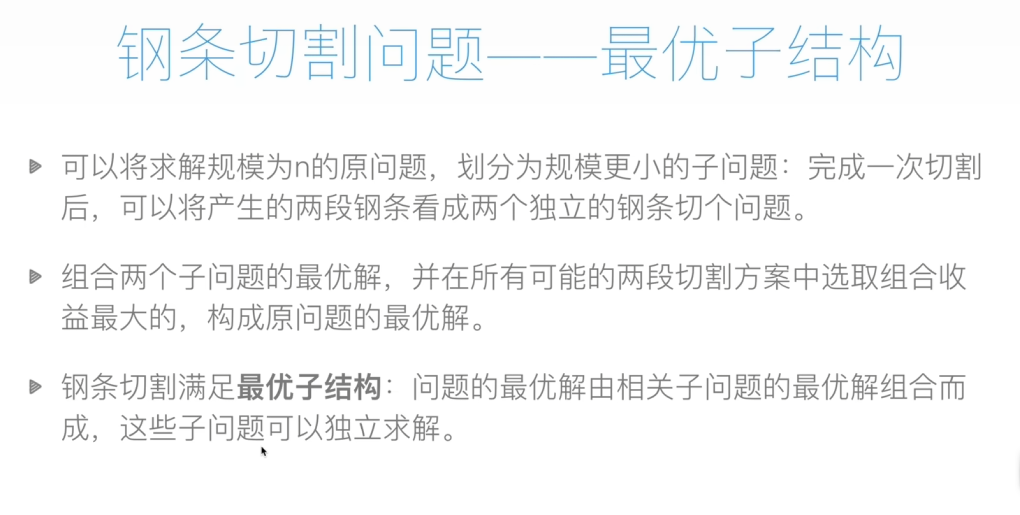 钢条切割问题——最优子结构
可以将求解规模为n的原问题，划分为规模更小的子问题：完成一次切割
后，可以将产生的两段钢条看成两个独立的钢条切个问题。
组合两个子问题的最优解，并在所有可能的两段切割方案中选取组合收
益最大的，构成原问题的最优解。
钢条切割满足最优子结构：问题的最优解由相关子问题的最优解组合而
成，这些子问题可以独立求解。